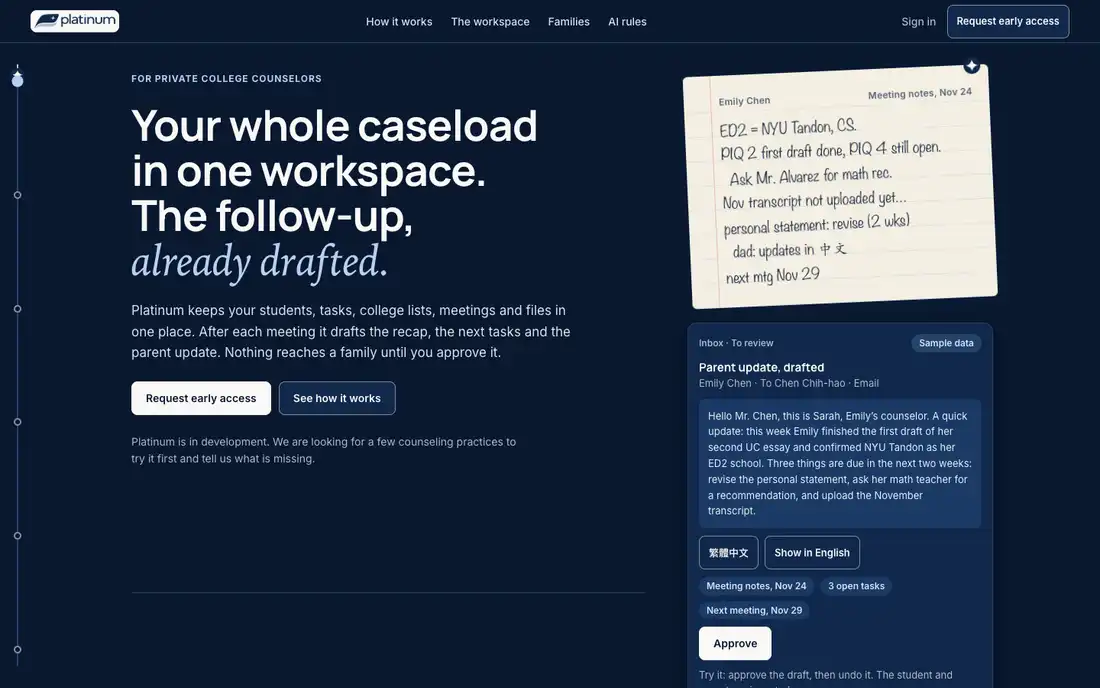 platinum
How it works
The workspace
Families
AI rules
Sign in
Request early access
FOR PRIVATE COLLEGE COUNSELORS
Your whole caseload
in one workspace.
The follow-up,
already drafted.
Platinum keeps your students, tasks, college lists, meetings and files in
one place. After each meeting it drafts the recap, the next tasks and the
parent update. Nothing reaches a family until you approve it.
Request early access
See how it works
Platinum is in development. We are looking for a few counseling practices to
try it first and tell us what is missing.
Emily Chen
Meeting notes, Nov 24
ED2 = NYU Tandon, CS.
PIQ 2 first draft done, PIQ 4 still open.
Ask Mr. Alvarez for math rec.
Nov transcript not uploaded yet...
personal statement: revise (2 wks)
dad: updates in 中文
next mtg Nov 29
Inbox · To review
Sample data
Parent update, drafted
Emily Chen · To Chen Chih-hao · Email
Hello Mr. Chen, this is Sarah, Emily's counselor. A quick
update: this week Emily finished the first draft of her
second UC essay and confirmed NYU Tandon as her
ED2 school. Three things are due in the next two weeks:
revise the personal statement, ask her math teacher for
a recommendation, and upload the November
transcript.
繁體中文
Show in English
Meeting notes, Nov 24
3 open tasks
Next meeting, Nov 29
Approve
Try it: approve the draft, then undo it. The student and